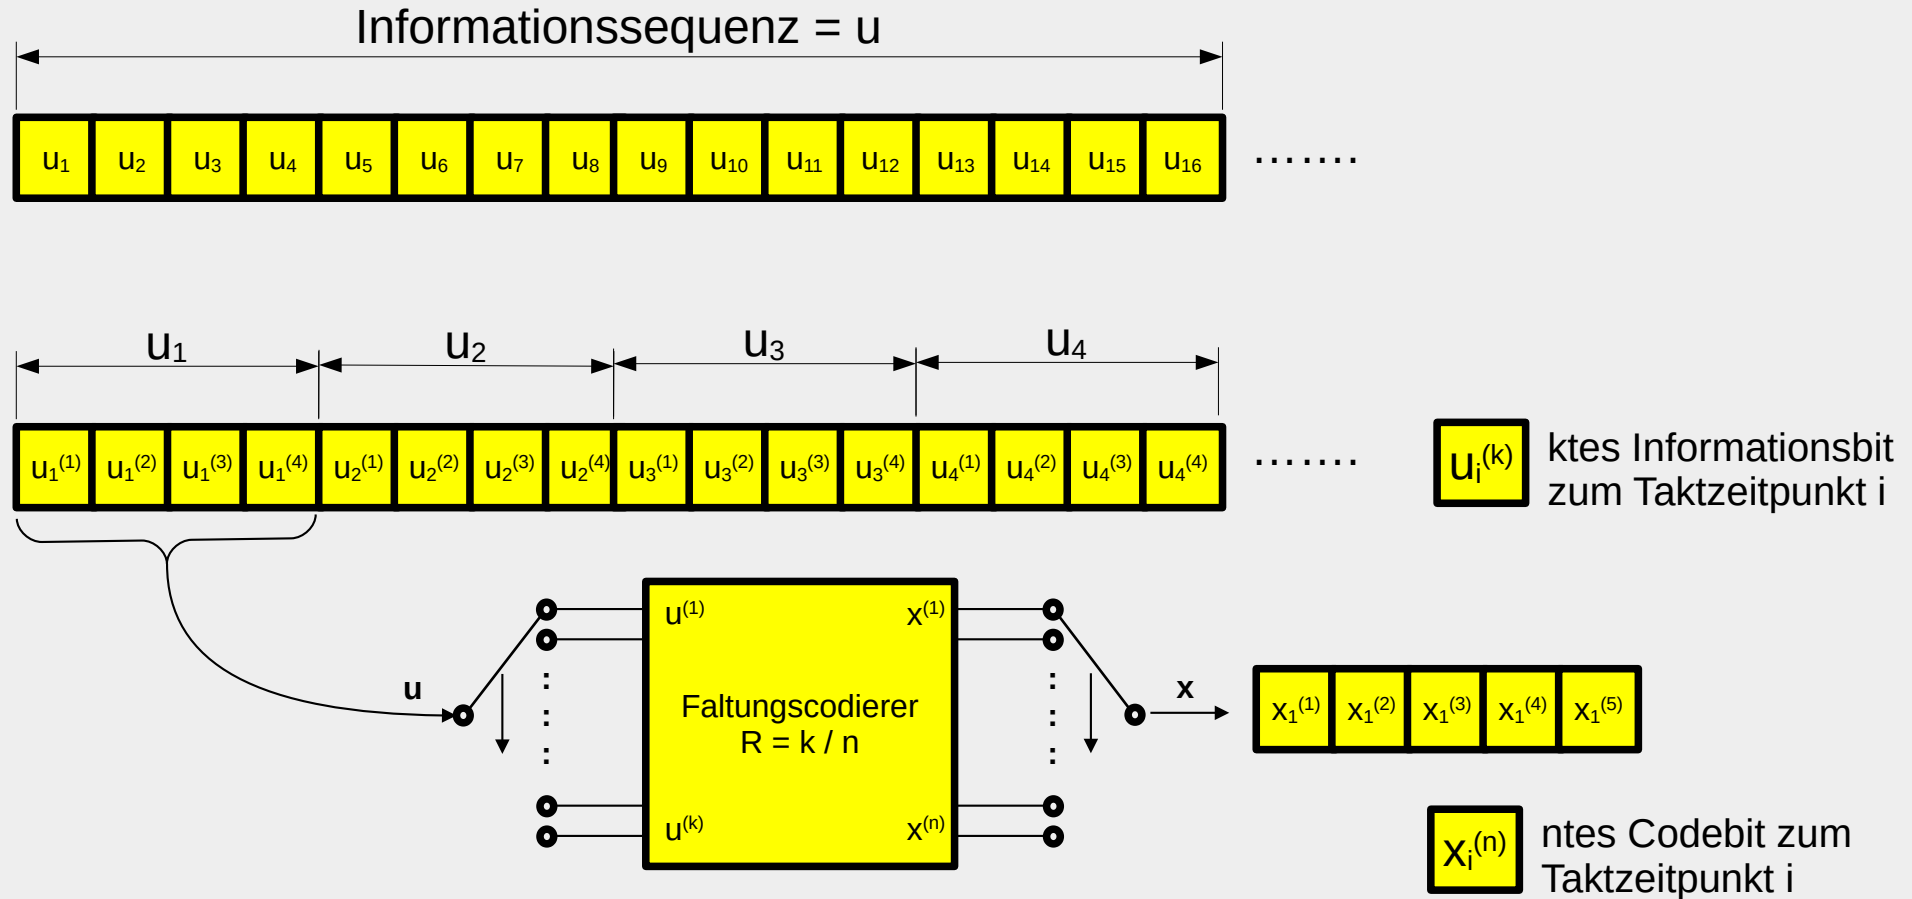 Informationssequenz = u
u1 u2 u3 u4 u5 u6 u7 u8 u9 u10 u11 u12 u13 u14 u15 u16 …….
u1 u2 u3 u4
u1(1) u1(2) u1(3) u1(4) u2(1) u2(2) u2(3) u2(4) u3(1) u3(2) u3(3) u3(4) u4(1) u4(2) u4(3) u4(4) …….
ui(k) ktes Informationsbit
zum Taktzeitpunkt i
u(1) x(1)
u
Faltungscodierer
R = k / n
u(k) x(n)
x
x1(1) x1(2) x1(3) x1(4) x1(5)
xi(n) ntes Codebit zum
Taktzeitpunkt i